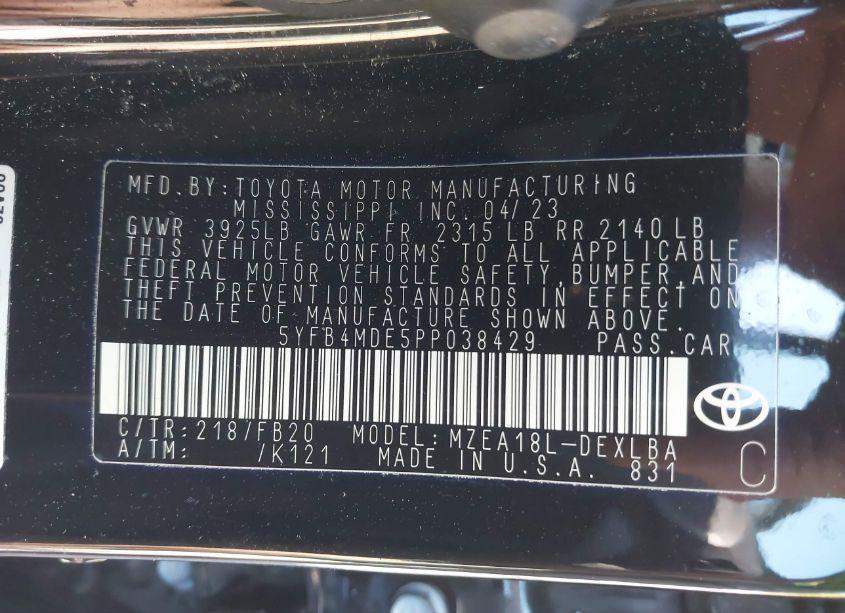 MFD. BY: TOYOTA MOTOR MANUFACTURING
MISSISSIPPI INC. 04/23
GVWR 3925LB GAWR FR 2315 LB RR 2140 LB
THIS VEHICLE CONFORMS TO ALL APPLICABLE
FEDERAL MOTOR VEHICLE SAFETY, BUMPER, AND
THEFT PREVENTION STANDARDS IN EFFECT ON
THE DATE OF MANUFACTURE SHOWN ABOVE.
5YFB4MDE5PP038429 PASS. CAR
C/TR: 218/FB20 MODEL: MZEA18L-DEXLBA
A/TM: /K121 MADE IN U.S.A. 831 C